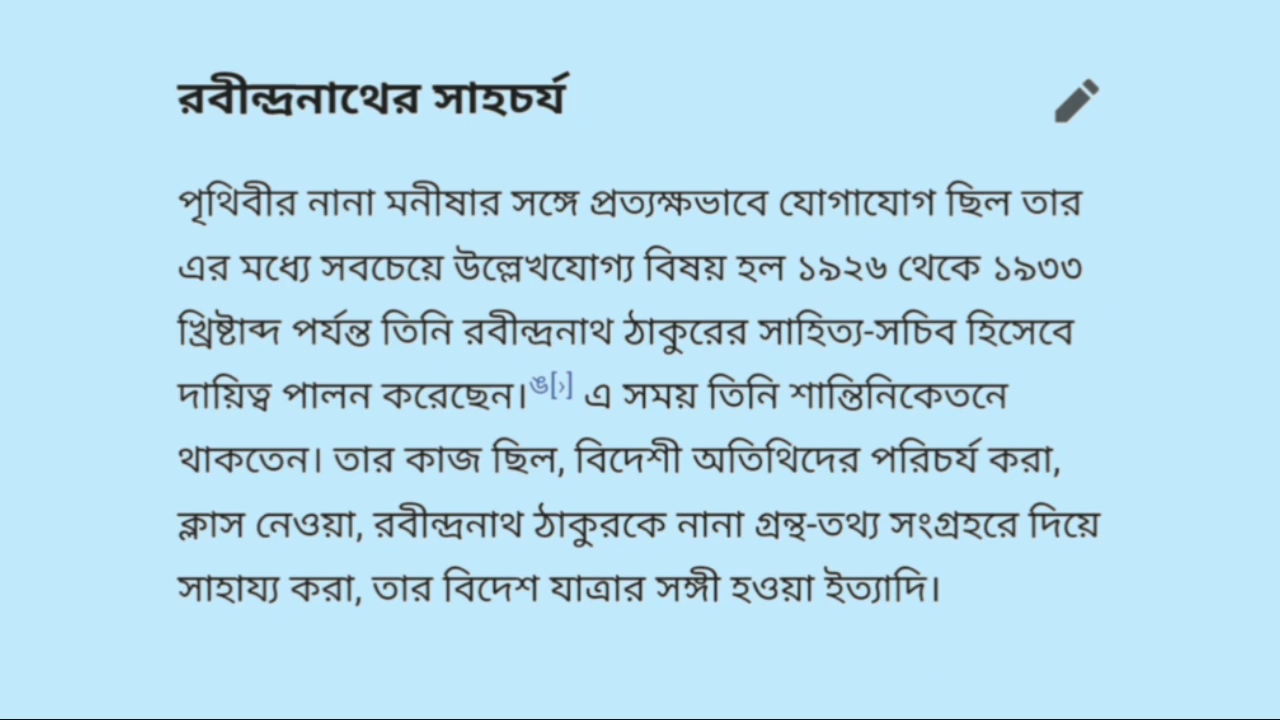 রবীন্দ্রনাথের সাহচর্য
পৃথিবীর নানা মনীষার সঙ্গে প্রত্যক্ষভাবে যোগাযোগ ছিল তার
এর মধ্যে সবচেয়ে উল্লেখযোগ্য বিষয় হল ১৯২৬ থেকে ১৯৩৩
খ্রিষ্টাব্দ পর্যন্ত তিনি রবীন্দ্রনাথ ঠাকুরের সাহিত্য-সচিব হিসেবে
দায়িত্ব পালন করেছেন।ঙ[›] এ সময় তিনি শান্তিনিকেতনে
থাকতেন। তার কাজ ছিল, বিদেশী অতিথিদের পরিচর্য করা,
ক্লাস নেওয়া, রবীন্দ্রনাথ ঠাকুরকে নানা গ্রন্থ-তথ্য সংগ্রহরে দিয়ে
সাহায্য করা, তার বিদেশ যাত্রার সঙ্গী হওয়া ইত্যাদি।